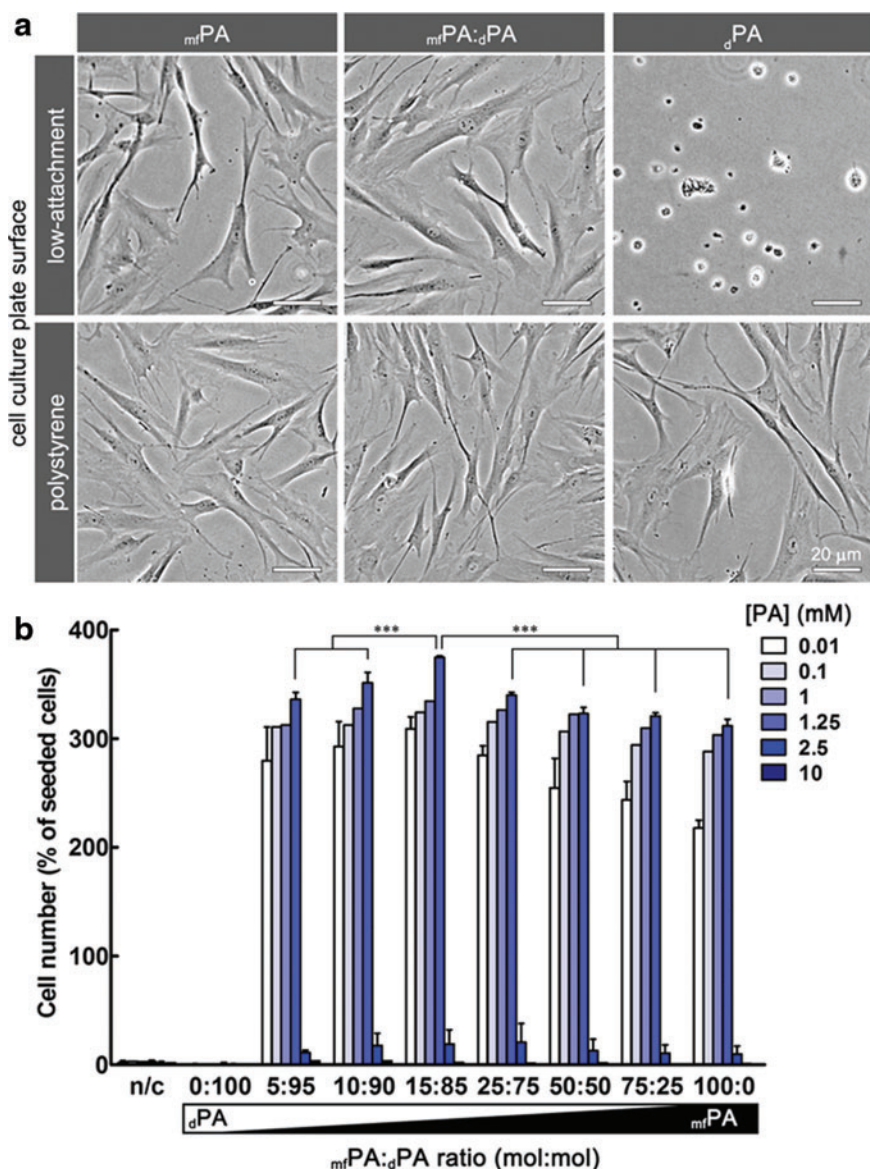 a
mfPA
mfPA:dPA
dPA
cell culture plate surface
low-attachment
polystyrene
20 μm
b
Cell number (% of seeded cells)
400
300
200
100
0
***
***
[PA] (mM)
0.01
0.1
1
1.25
2.5
10
n/c 0:100 5:95 10:90 15:85 25:75 50:50 75:25 100:0
dPA
mfPA
mfPA:dPA ratio (mol:mol)